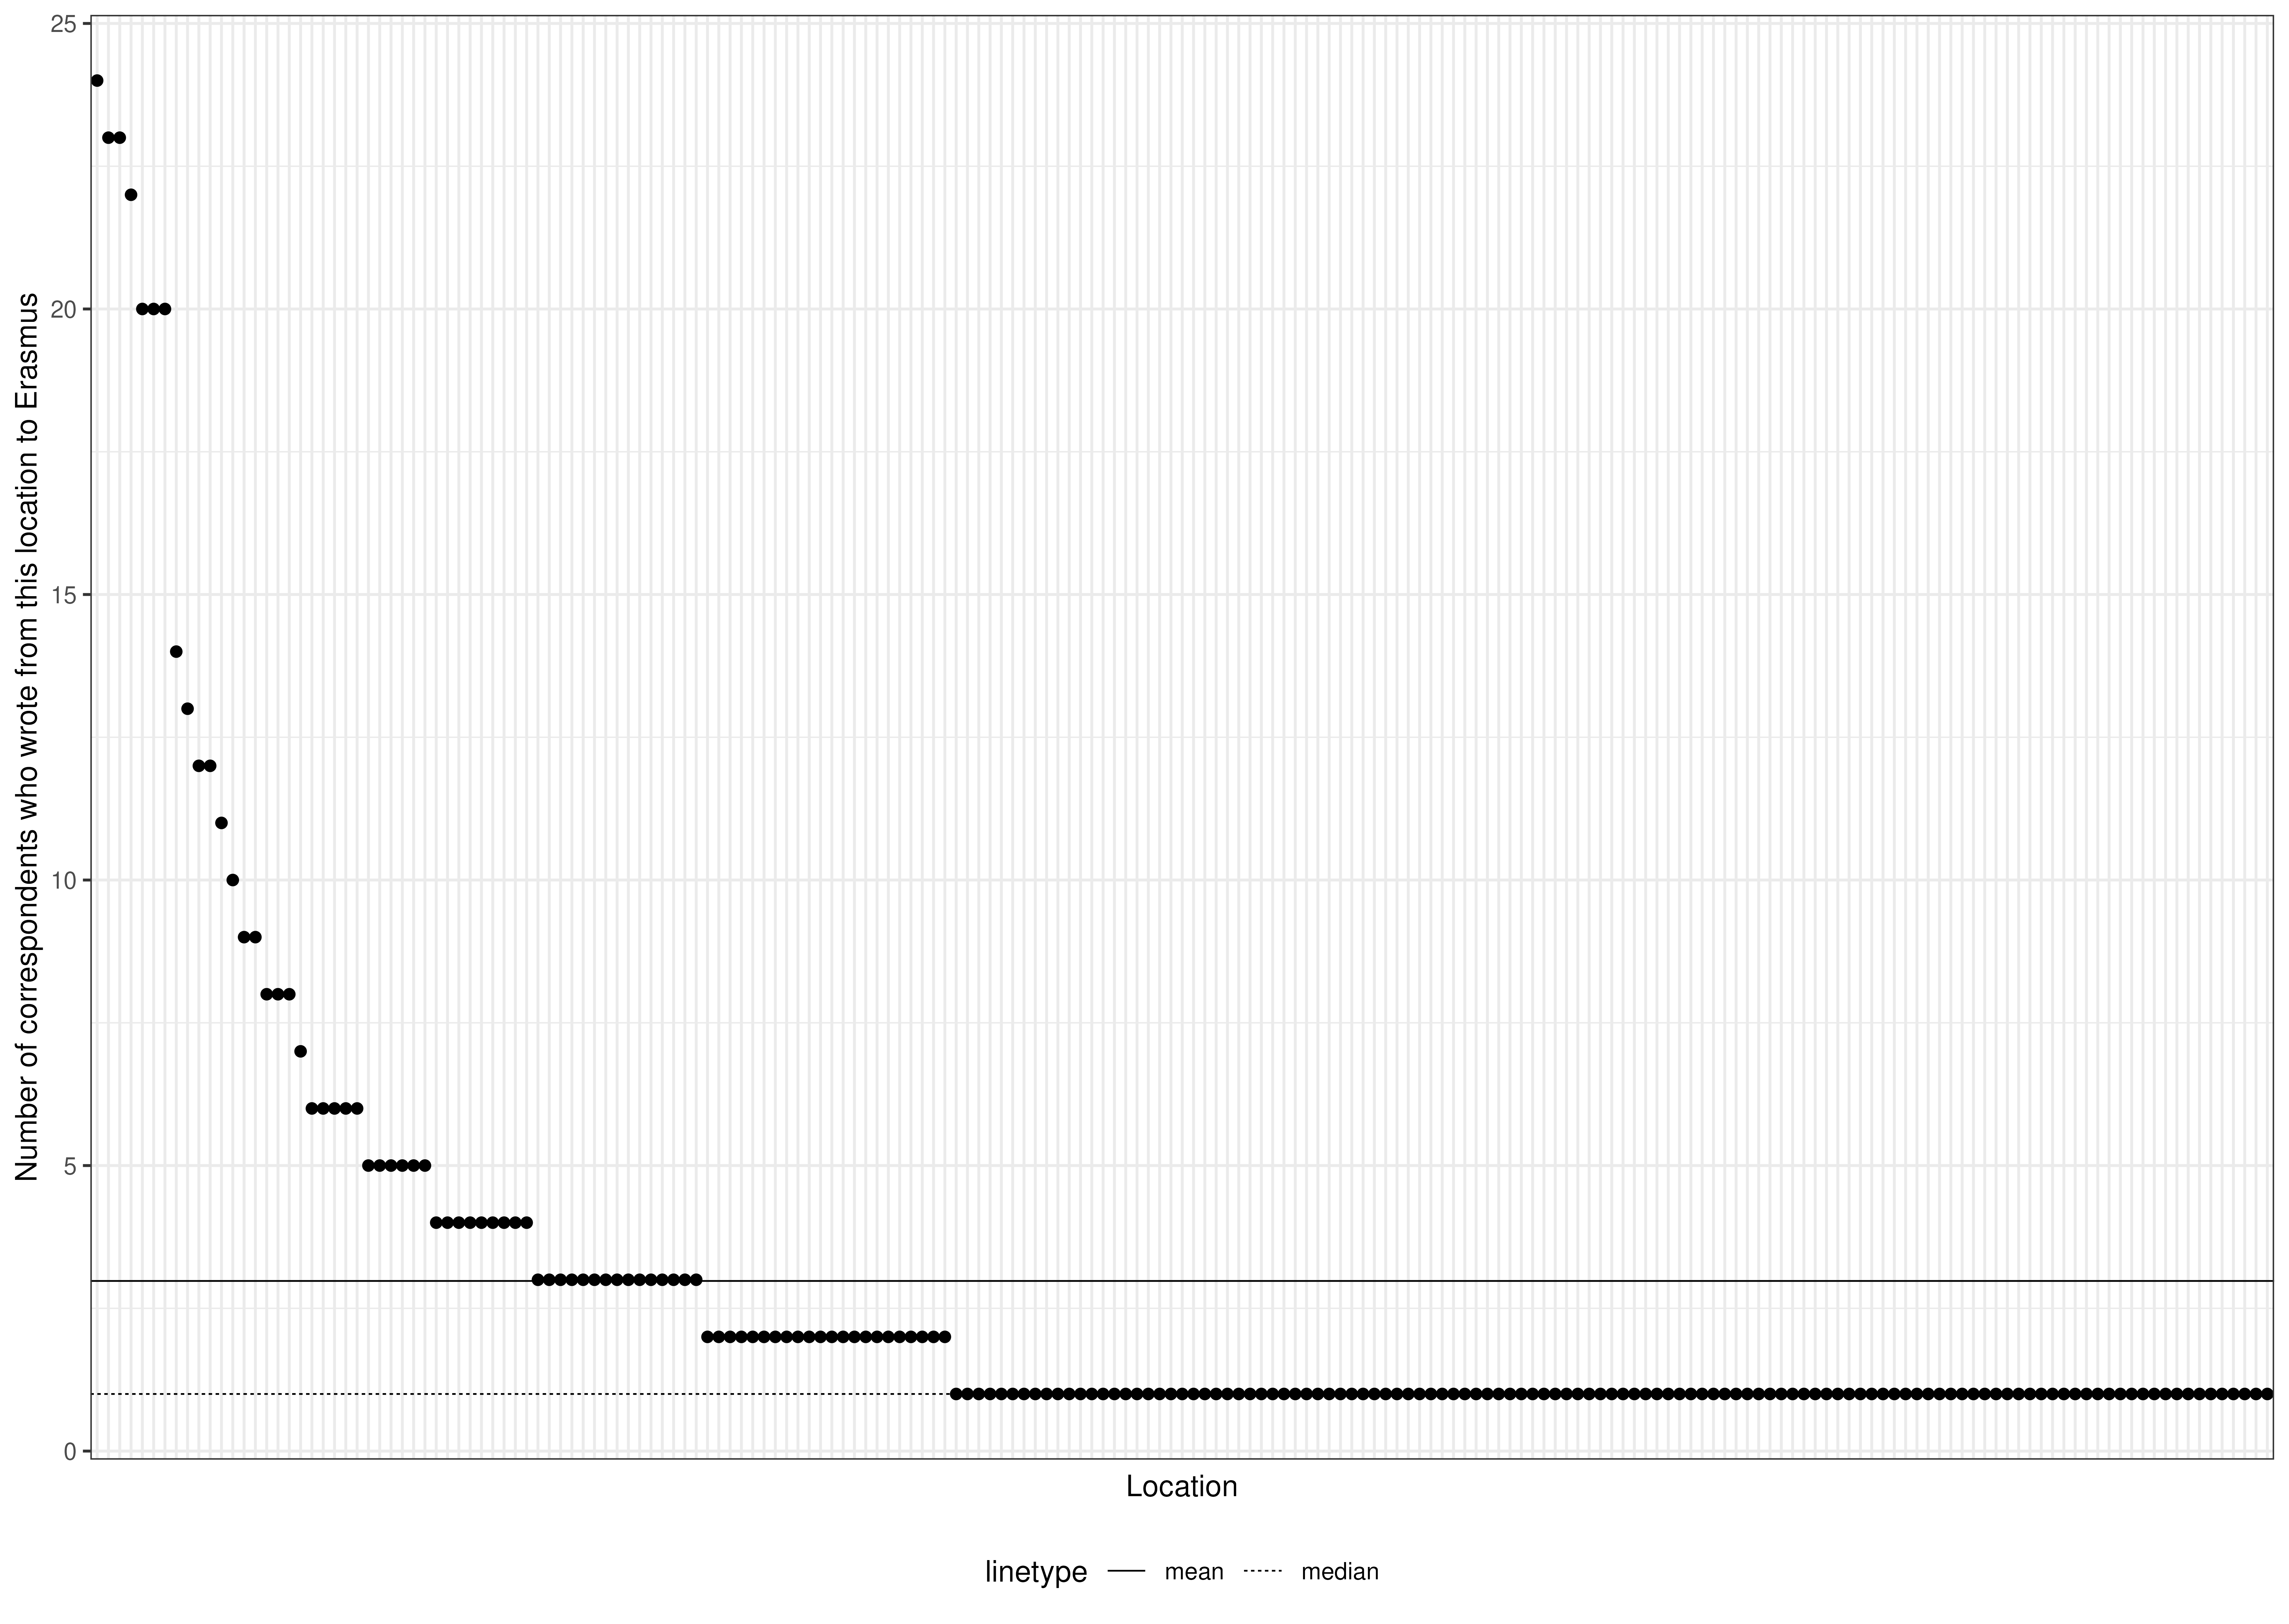 25
20
15
10
5
0
Number of correspondents who wrote from this location to Erasmus
Location
linetype mean median